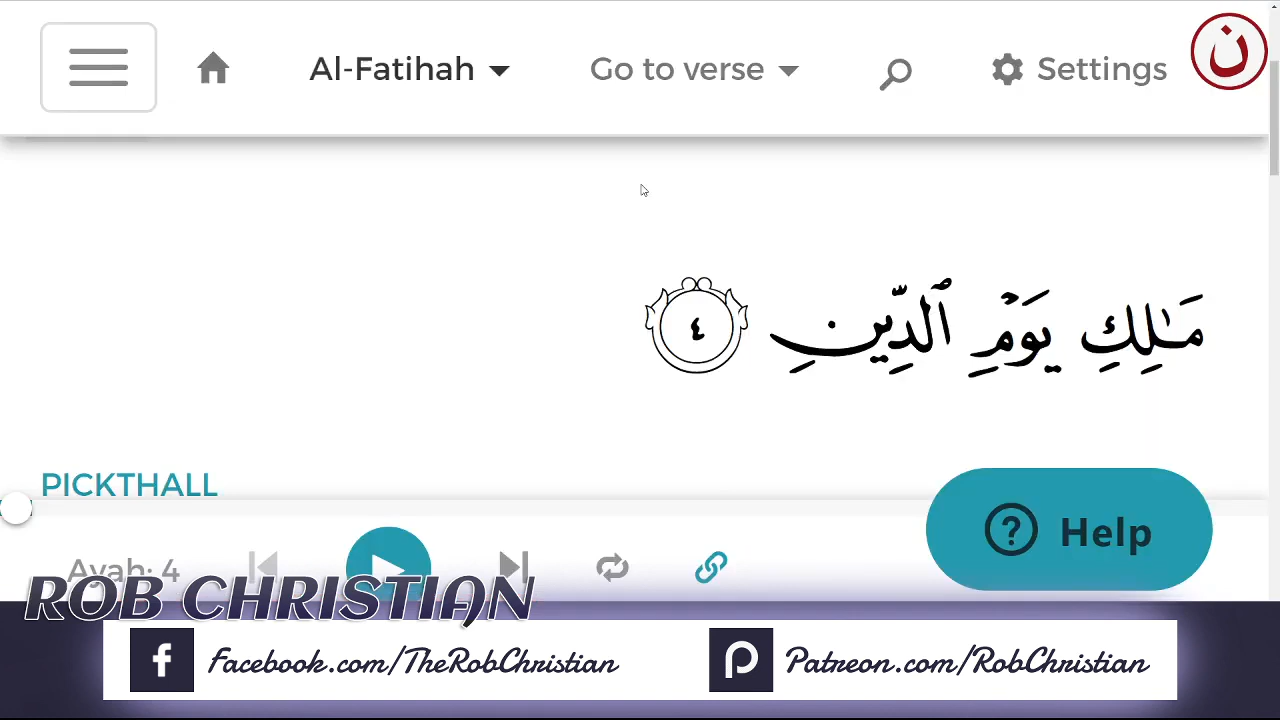 Al-Fatihah Go to verse Settings ن
مَـٰلِكِ يَوْمِ ٱلدِّينِ ٤
PICKTHALL
Help
Ayah: 4
ROB CHRISTIAN
Facebook.com/TheRobChristian Patreon.com/RobChristian